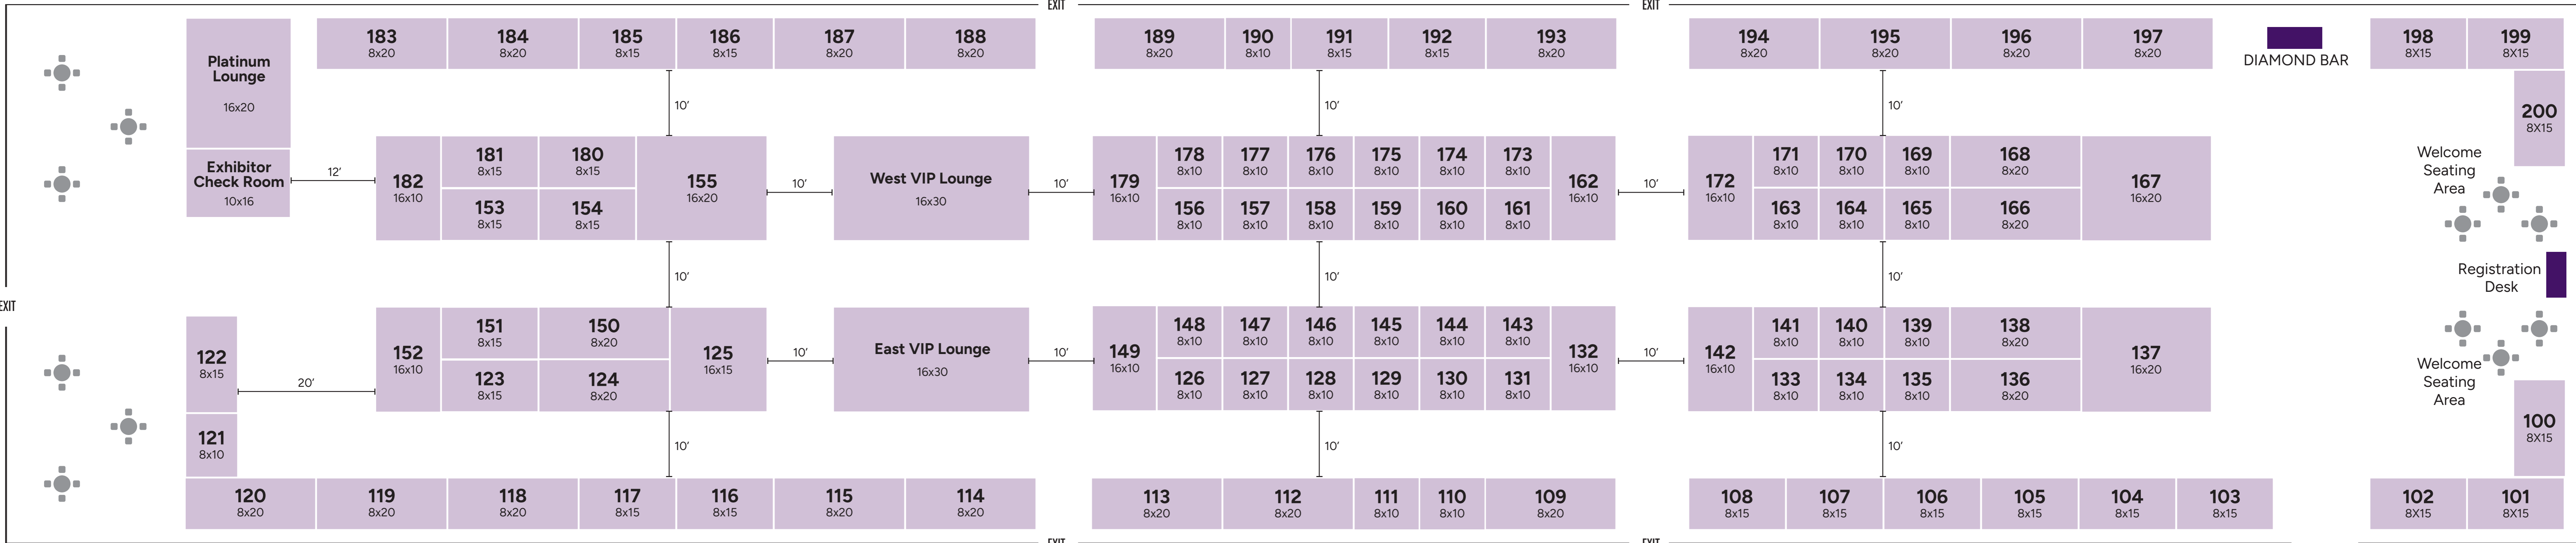 EXIT
EXIT
183
8x20
184
8x20
185
8x15
186
8x15
187
8x20
188
8x20
189
8x20
190
8x10
191
8x15
192
8x15
193
8x20
194
8x20
195
8x20
196
8x20
197
8x20
DIAMOND BAR
198
8X15
199
8X15
Platinum
Lounge
16x20
10'
10'
10'
200
8X15
Exhibitor
Check Room
10x16
12'
182
16x10
181
8x15
180
8x15
153
8x15
154
8x15
155
16x20
10'
West VIP Lounge
16x30
10'
179
16x10
178
8x10
177
8x10
176
8x10
175
8x10
174
8x10
173
8x10
156
8x10
157
8x10
158
8x10
159
8x10
160
8x10
161
8x10
162
16x10
10'
172
16x10
171
8x10
170
8x10
169
8x10
168
8x20
163
8x10
164
8x10
165
8x10
166
8x20
167
16x20
Welcome
Seating
Area
10'
10'
10'
Registration
Desk
EXIT
122
8x15
20'
121
8x10
152
16x10
151
8x15
150
8x20
123
8x15
124
8x20
125
16x15
10'
East VIP Lounge
16x30
10'
149
16x10
148
8x10
147
8x10
146
8x10
145
8x10
144
8x10
143
8x10
126
8x10
127
8x10
128
8x10
129
8x10
130
8x10
131
8x10
132
16x10
10'
142
16x10
141
8x10
140
8x10
139
8x10
138
8x20
133
8x10
134
8x10
135
8x10
136
8x20
137
16x20
Welcome
Seating
Area
100
8X15
10'
10'
10'
120
8x20
119
8x20
118
8x20
117
8x15
116
8x15
115
8x20
114
8x20
113
8x20
112
8x20
111
8x10
110
8x10
109
8x20
108
8x15
107
8x15
106
8x15
105
8x15
104
8x15
103
8x15
102
8X15
101
8X15
EXIT
EXIT